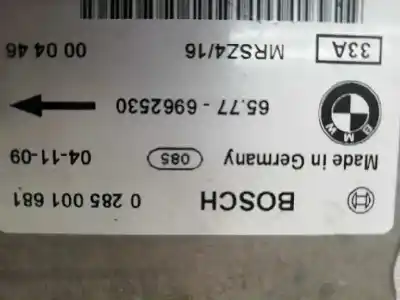 BOSCH 0 285 001 681
Made in Germany 085 04-11-09
BMW 65.77 - 6962530
33A MRSZ4/16 00 04 46